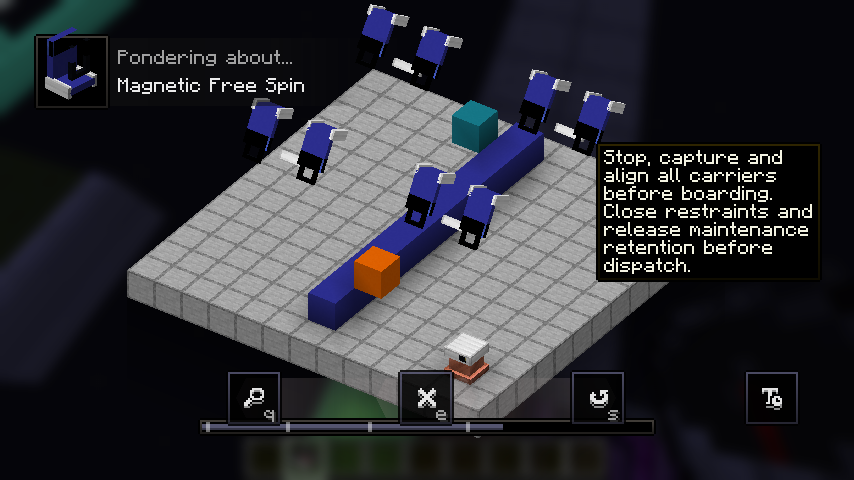 Pondering about...
Magnetic Free Spin
Stop, capture and
align all carriers
before boarding.
Close restraints and
release maintenance
retention before
dispatch.
q
e
s
T